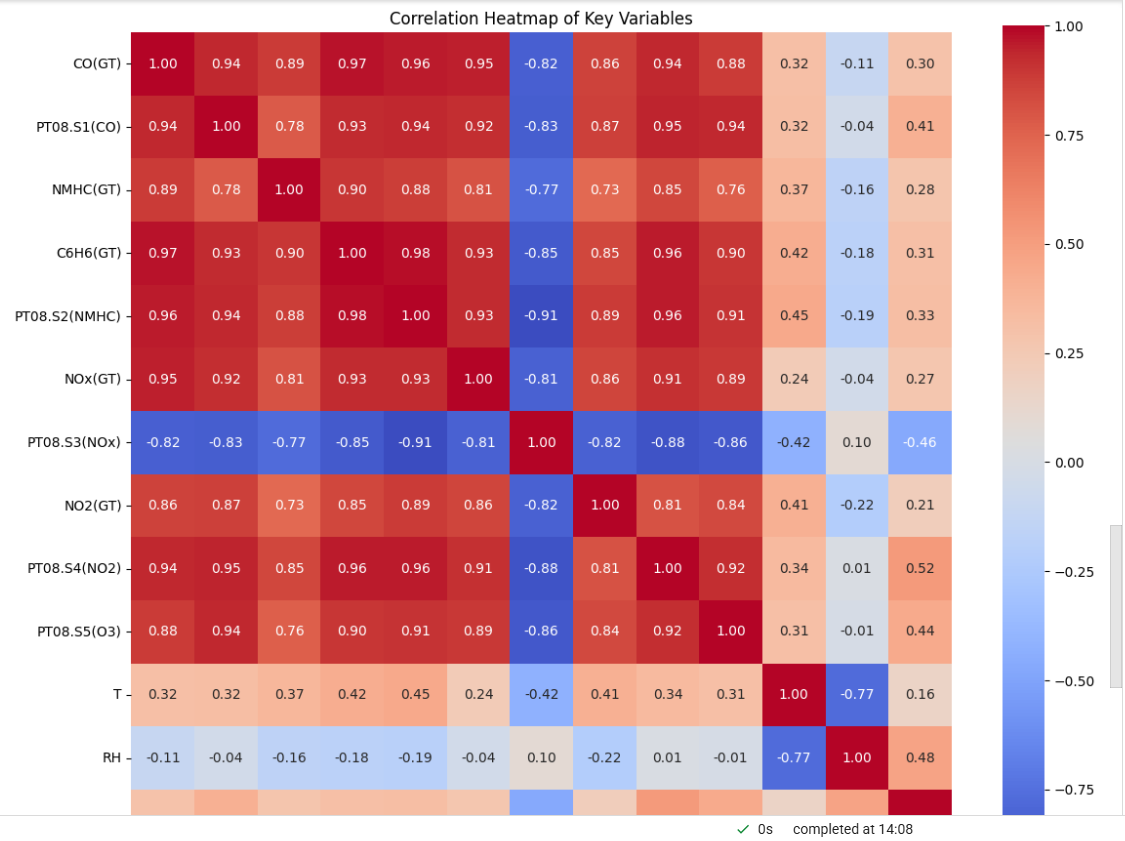 Correlation Heatmap of Key Variables
CO(GT) 1.00 0.94 0.89 0.97 0.96 0.95 -0.82 0.86 0.94 0.88 0.32 -0.11 0.30
PT08.S1(CO) 0.94 1.00 0.78 0.93 0.94 0.92 -0.83 0.87 0.95 0.94 0.32 -0.04 0.41
NMHC(GT) 0.89 0.78 1.00 0.90 0.88 0.81 -0.77 0.73 0.85 0.76 0.37 -0.16 0.28
C6H6(GT) 0.97 0.93 0.90 1.00 0.98 0.93 -0.85 0.85 0.96 0.90 0.42 -0.18 0.31
PT08.S2(NMHC) 0.96 0.94 0.88 0.98 1.00 0.93 -0.91 0.89 0.96 0.91 0.45 -0.19 0.33
NOx(GT) 0.95 0.92 0.81 0.93 0.93 1.00 -0.81 0.86 0.91 0.89 0.24 -0.04 0.27
PT08.S3(NOx) -0.82 -0.83 -0.77 -0.85 -0.91 -0.81 1.00 -0.82 -0.88 -0.86 -0.42 0.10 -0.46
NO2(GT) 0.86 0.87 0.73 0.85 0.89 0.86 -0.82 1.00 0.81 0.84 0.41 -0.22 0.21
PT08.S4(NO2) 0.94 0.95 0.85 0.96 0.96 0.91 -0.88 0.81 1.00 0.92 0.34 0.01 0.52
PT08.S5(O3) 0.88 0.94 0.76 0.90 0.91 0.89 -0.86 0.84 0.92 1.00 0.31 -0.01 0.44
T 0.32 0.32 0.37 0.42 0.45 0.24 -0.42 0.41 0.34 0.31 1.00 -0.77 0.16
RH -0.11 -0.04 -0.16 -0.18 -0.19 -0.04 0.10 -0.22 0.01 -0.01 -0.77 1.00 0.48
1.00
0.75
0.50
0.25
0.00
−0.25
−0.50
−0.75
0s completed at 14:08